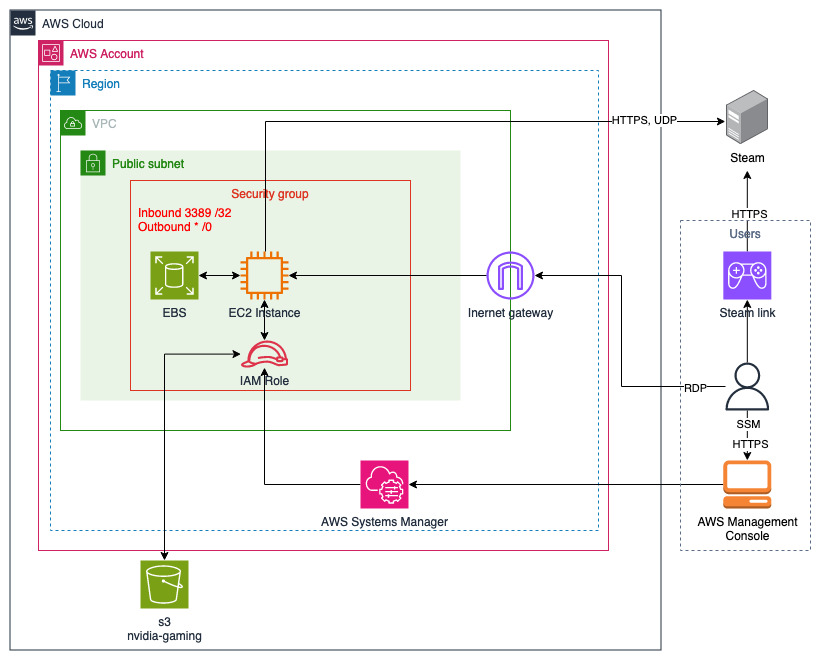 aws
AWS Cloud
AWS Account
Region
VPC
HTTPS, UDP
Steam
Public subnet
Security group
Inbound 3389 /32
Outbound * /0
HTTPS
Users
EBS
EC2 Instance
Inernet gateway
Steam link
IAM Role
RDP
SSM
HTTPS
AWS Systems Manager
AWS Management
Console
s3
nvidia-gaming